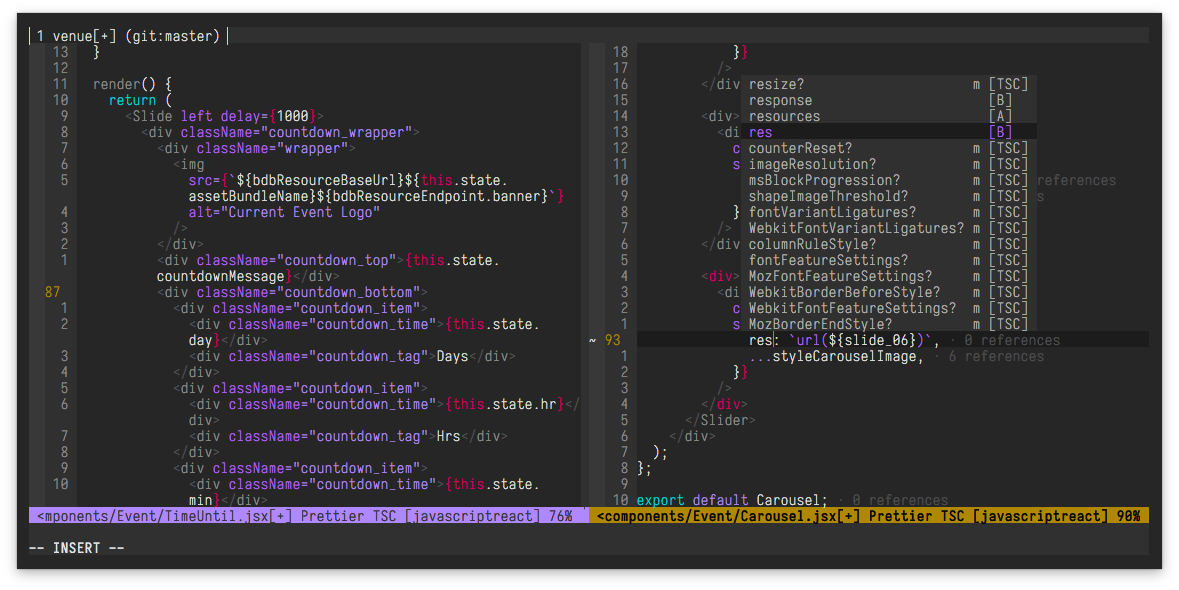 1 venue[+] (git:master)
13 }
12
11 render() {
10 return (
9 <Slide left delay={1000}>
8 <div className="countdown_wrapper">
7 <div className="wrapper">
6 <img
5 src={`${bdbResourceBaseUrl}${this.state.
assetBundleName}${bdbResourceEndpoint.banner}`}
4 alt="Current Event Logo"
3 />
2 </div>
1 <div className="countdown_top">{this.state.
countdownMessage}</div>
87 <div className="countdown_bottom">
1 <div className="countdown_item">
2 <div className="countdown_time">{this.state.
day}</div>
3 <div className="countdown_tag">Days</div>
4 </div>
5 <div className="countdown_item">
6 <div className="countdown_time">{this.state.hr}</
div>
7 <div className="countdown_tag">Hrs</div>
8 </div>
9 <div className="countdown_item">
10 <div className="countdown_time">{this.state.
min}</div>
<mponents/Event/TimeUntil.jsx[+] Prettier TSC [javascriptreact] 76%
18 }}
17 />
16 </div resize? m [TSC]
15 response [B]
14 <div> resources [A]
13 <di res [B]
12 c counterReset? m [TSC]
11 s imageResolution? m [TSC]
10 msBlockProgression? m [TSC] references
9 shapeImageThreshold? m [TSC] s
8 } fontVariantLigatures? m [TSC]
7 /> WebkitFontVariantLigatures? m [TSC]
6 </div columnRuleStyle? m [TSC]
5 fontFeatureSettings? m [TSC]
4 <div> MozFontFeatureSettings? m [TSC]
3 <di WebkitBorderBeforeStyle? m [TSC]
2 c WebkitFontFeatureSettings? m [TSC]
1 s MozBorderEndStyle? m [TSC]
~ 93 res: `url(${slide_06})`, · 0 references
1 ...styleCarouselImage, · 6 references
2 }}
3 />
4 </div>
5 </Slider>
6 </div>
7 );
8 };
9
10 export default Carousel; · 0 references
<components/Event/Carousel.jsx[+] Prettier TSC [javascriptreact] 90%
-- INSERT --